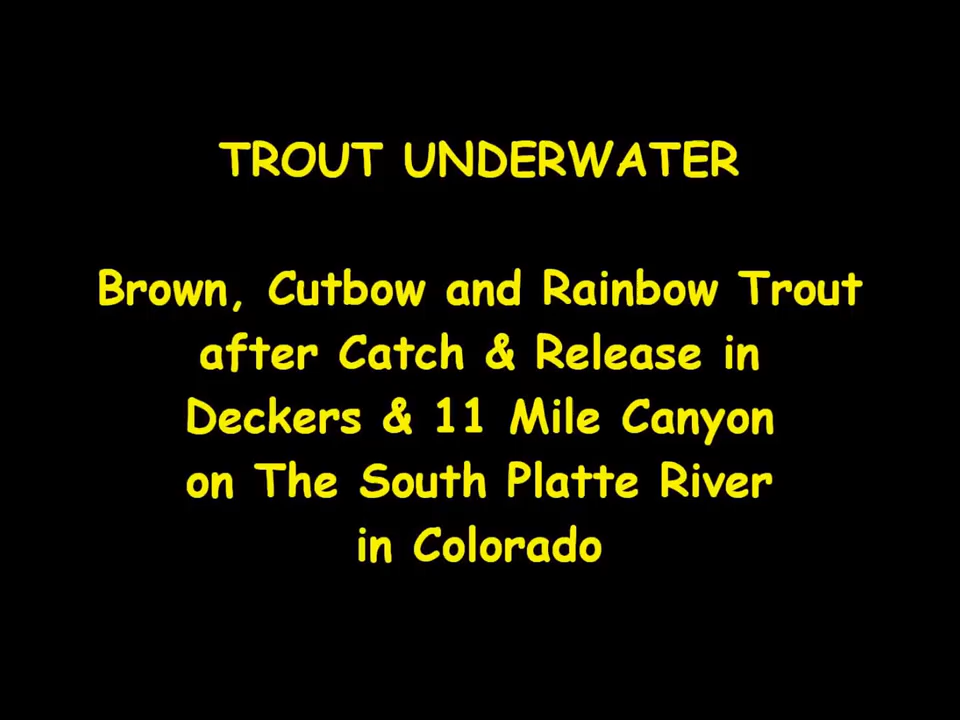 TROUT UNDERWATER
Brown, Cutbow and Rainbow Trout
after Catch & Release in
Deckers & 11 Mile Canyon
on The South Platte River
in Colorado